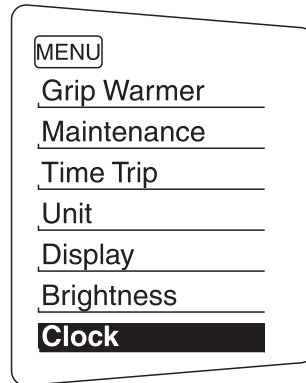 MENU
Grip Warmer
Maintenance
Time Trip
Unit
Display
Brightness
Clock